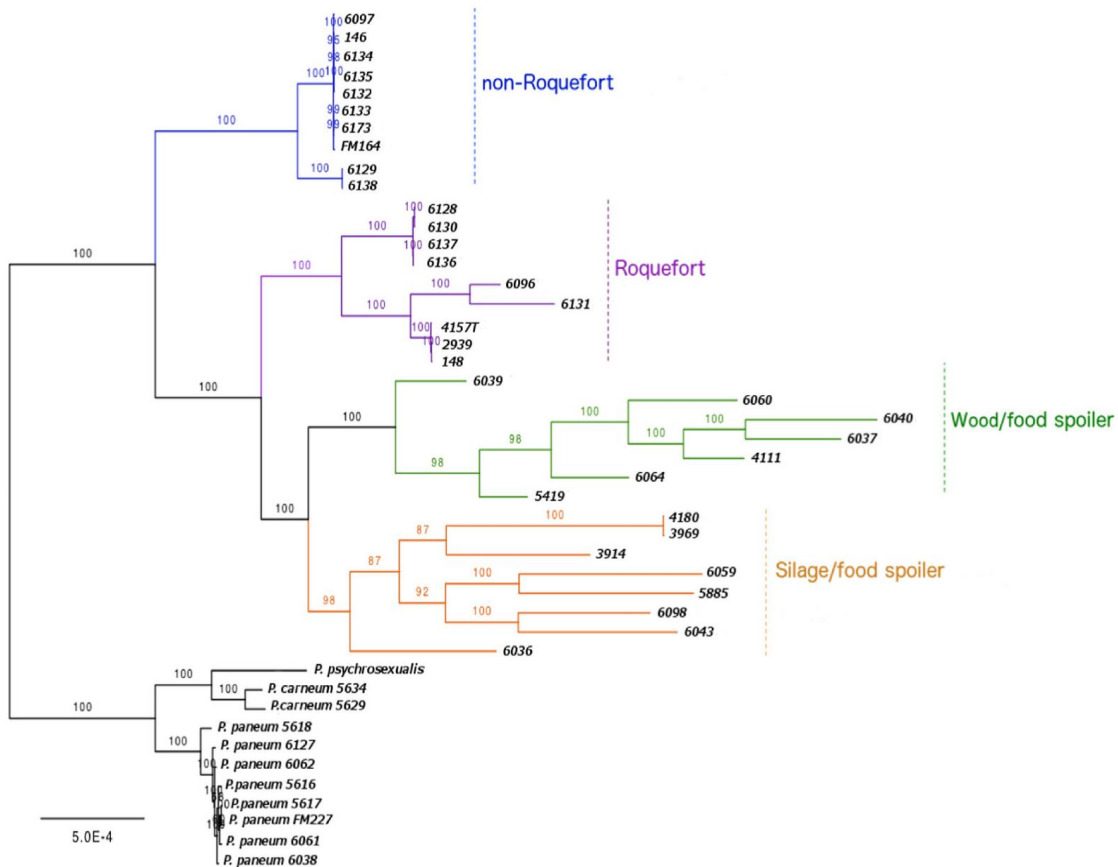 100 6097
95 146
98 6134
100 100 6135
6132
99 6133
99 6173
FM164
non-Roquefort
100
100 6129
6138
100 6128
6130
100 6137
100 6136
Roquefort
100
100
100 6096
6131
100
100 4157T
100 2939
148
100
6039
100
6060
100
100 6040
6037
100
4111
98
98
6064
5419
Wood/food spoiler
100
100 4180
3969
87
3914
87
100 6059
5885
92
100 6098
6043
98
6036
Silage/food spoiler
P. psychrosexualis
100
100 P. carneum 5634
P.carneum 5629
100
P. paneum 5618
100
P. paneum 6127
P. paneum 6062
100
P.paneum 5616
P.paneum 5617
P. paneum FM227
P. paneum 6061
P. paneum 6038
5.0E-4